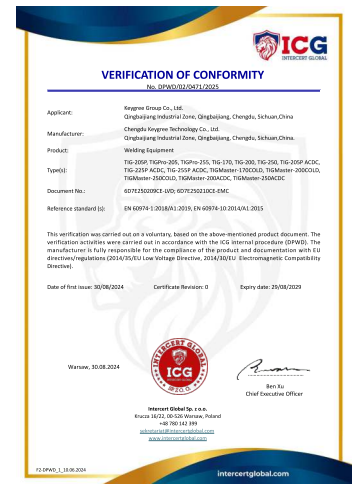 ICG
INTERCERT GLOBAL
VERIFICATION OF CONFORMITY
No. DPWD/02/0471/2025
Applicant:
Keygree Group Co., Ltd.
Qingbaijiang Industrial Zone, Qingbaijiang, Chengdu, Sichuan,China
Manufacturer:
Chengdu Keygree Technology Co., Ltd.
Qingbaijiang Industrial Zone, Qingbaijiang, Chengdu, Sichuan,China.
Product: Welding Equipment
Type(s):
TIG-205P, TIGPro-205, TIGPro-255, TIG-170, TIG-200, TIG-250, TIG-205P ACDC,
TIG-225P ACDC, TIG-255P ACDC, TIGMaster-170COLD, TIGMaster-200COLD,
TIGMaster-250COLD, TIGMaster-200ACDC, TIGMaster-250ACDC
Document No.: 6D7E250209CE-LVD; 6D7E250210CE-EMC
Reference standard (s): EN 60974-1:2018/A1:2019, EN 60974-10:2014/A1:2015
This verification was carried out on a voluntary, based on the above-mentioned product document. The
verification activities were carried out in accordance with the ICG internal procedure (DPWD). The
manufacturer is fully responsible for the compliance of the product and documentation with EU
directives/regulations (2014/35/EU Low Voltage Directive, 2014/30/EU Electromagnetic Compatibility
Directive).
Date of first issue: 30/08/2024 Certificate Revision: 0 Expiry date: 29/08/2029
Warsaw, 30.08.2024
INTERCERT GLOBAL
ICG
SP. Z O. O.
Ben Xu
Chief Executive Officer
Intercert Global Sp. z o.o.
Krucza 16/22, 00-526 Warsaw, Poland
+48 780 142 399
sekretariat@intercertglobal.com
www.intercertglobal.com
F2-DPWD_1_10.06.2024
intercertglobal.com